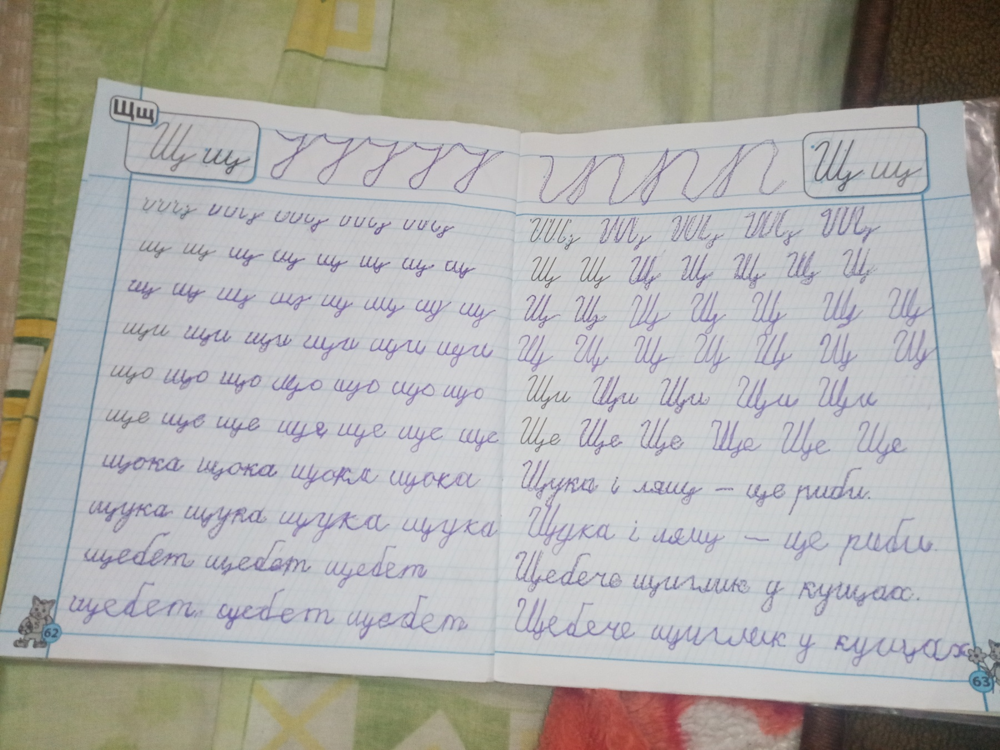 Щщ
Щ щ
щ щ щ щ щ щ щ щ
щ щ щ щ щ щ щ щ
щи щи щи щи щи щи
що що що що що що що
ще ще ще ще ще ще ще
щока щока щока щока
щука щука щука щука
щебет щебет щебет
щебет щебет щебет
62
Щ щ
Щ Щ Щ Щ Щ Щ Щ
Щ Щ Щ Щ Щ Щ Щ
Щ Щ Щ Щ Щ Щ Щ
Щи Щи Щи Щи Щи
Ще Ще Ще Ще Ще Ще
Щука і лящ — це риби.
Щука і лящ — це риби.
Щебече щиглик у кущах.
Щебече щиглик у кущах
63